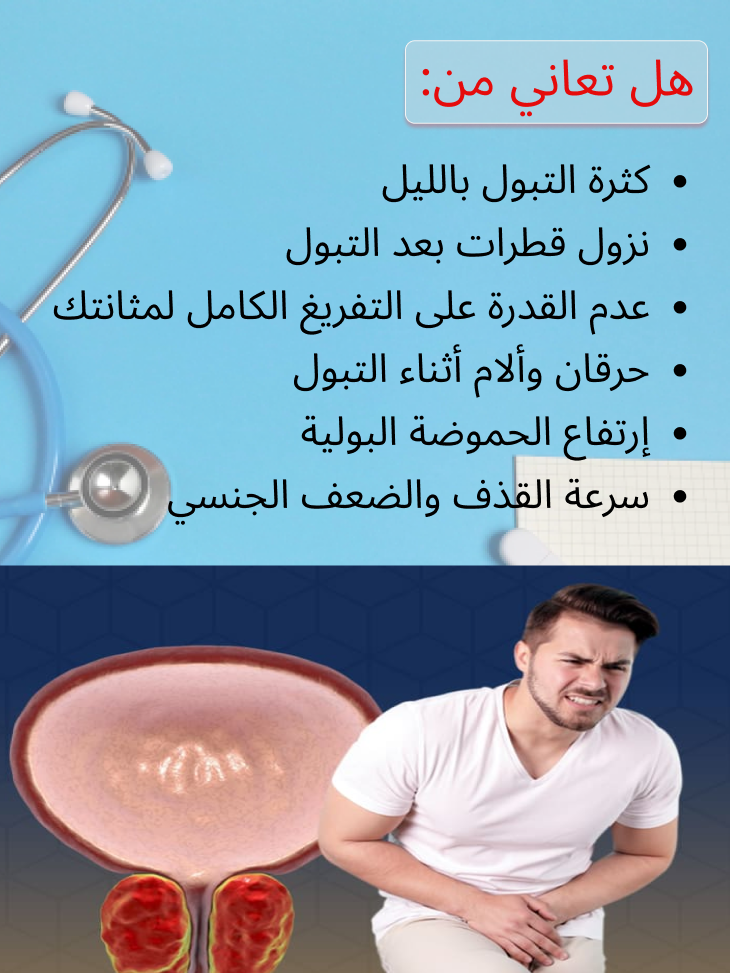 هل تعاني من:
• كثرة التبول بالليل
• نزول قطرات بعد التبول
• عدم القدرة على التفريغ الكامل لمثانتك
• حرقان وألام أثناء التبول
• إرتفاع الحموضة البولية
• سرعة القذف والضعف الجنسي